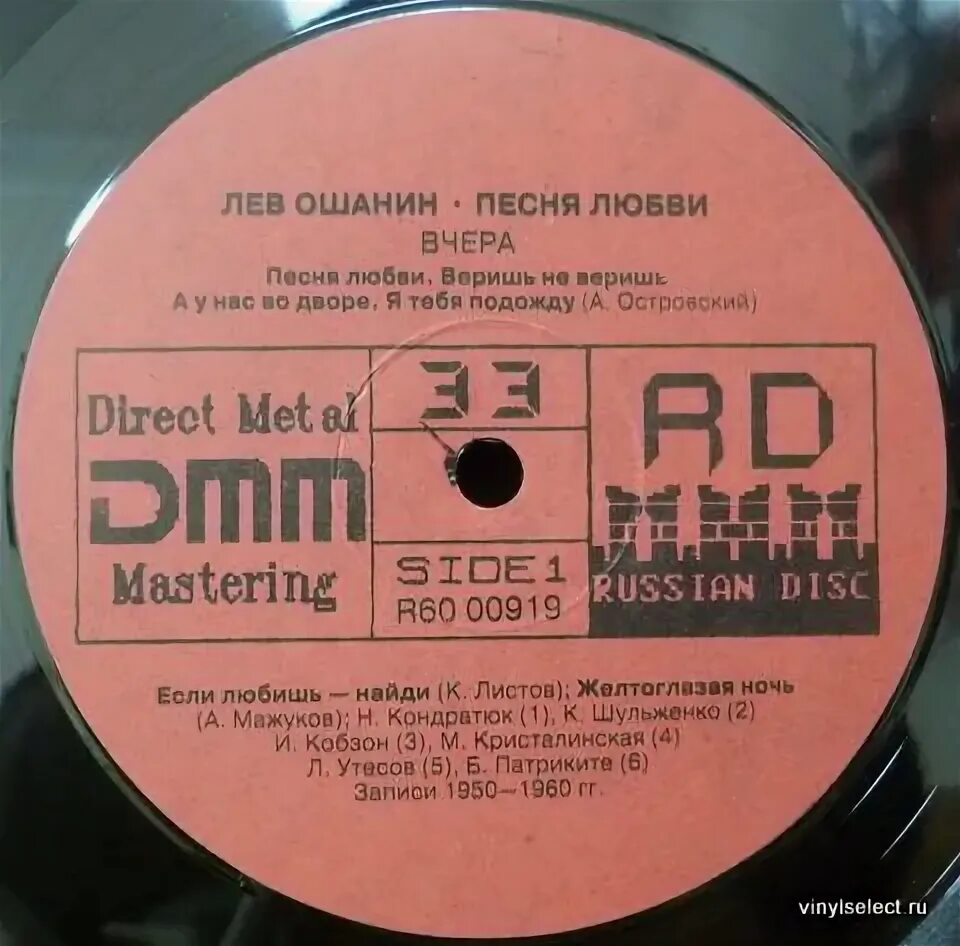 ЛЕВ ОШАНИН · ПЕСНЯ ЛЮБВИ
ВЧЕРА
Песня любви, Веришь не веришь
А у нас во дворе, Я тебя подожду (А. Островский)
Direct Metal
DMM
Mastering
33
SIDE 1
R60 00919
RD
RUSSIAN DISC
Если любишь — найди (К. Листов); Желтоглазая ночь
(А. Мажуков); Н. Кондратюк (1), К. Шульженко (2)
И. Кобзон (3), М. Кристалинская (4)
Л. Утесов (5), Б. Патриките (6)
Записи 1950—1960 гг.
vinylselect.ru